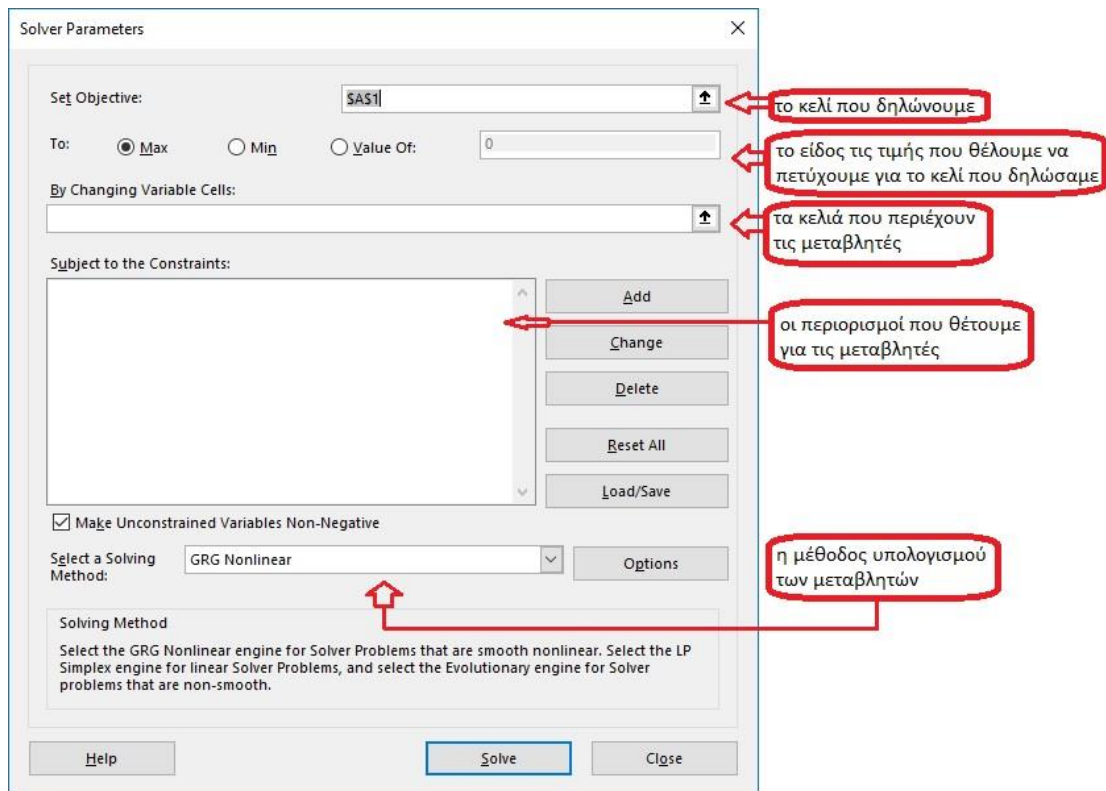 Solver Parameters
Set Objective:
$A$1
το κελί που δηλώνουμε
To:
Max
Min
Value Of:
0
το είδος τις τιμής που θέλουμε να
πετύχουμε για το κελί που δηλώσαμε
By Changing Variable Cells:
τα κελιά που περιέχουν
τις μεταβλητές
Subject to the Constraints:
Add
Change
Delete
Reset All
Load/Save
οι περιορισμοί που θέτουμε
για τις μεταβλητές
Make Unconstrained Variables Non-Negative
Select a Solving
Method:
GRG Nonlinear
Options
η μέθοδος υπολογισμού
των μεταβλητών
Solving Method
Select the GRG Nonlinear engine for Solver Problems that are smooth nonlinear. Select the LP
Simplex engine for linear Solver Problems, and select the Evolutionary engine for Solver
problems that are non-smooth.
Help
Solve
Close